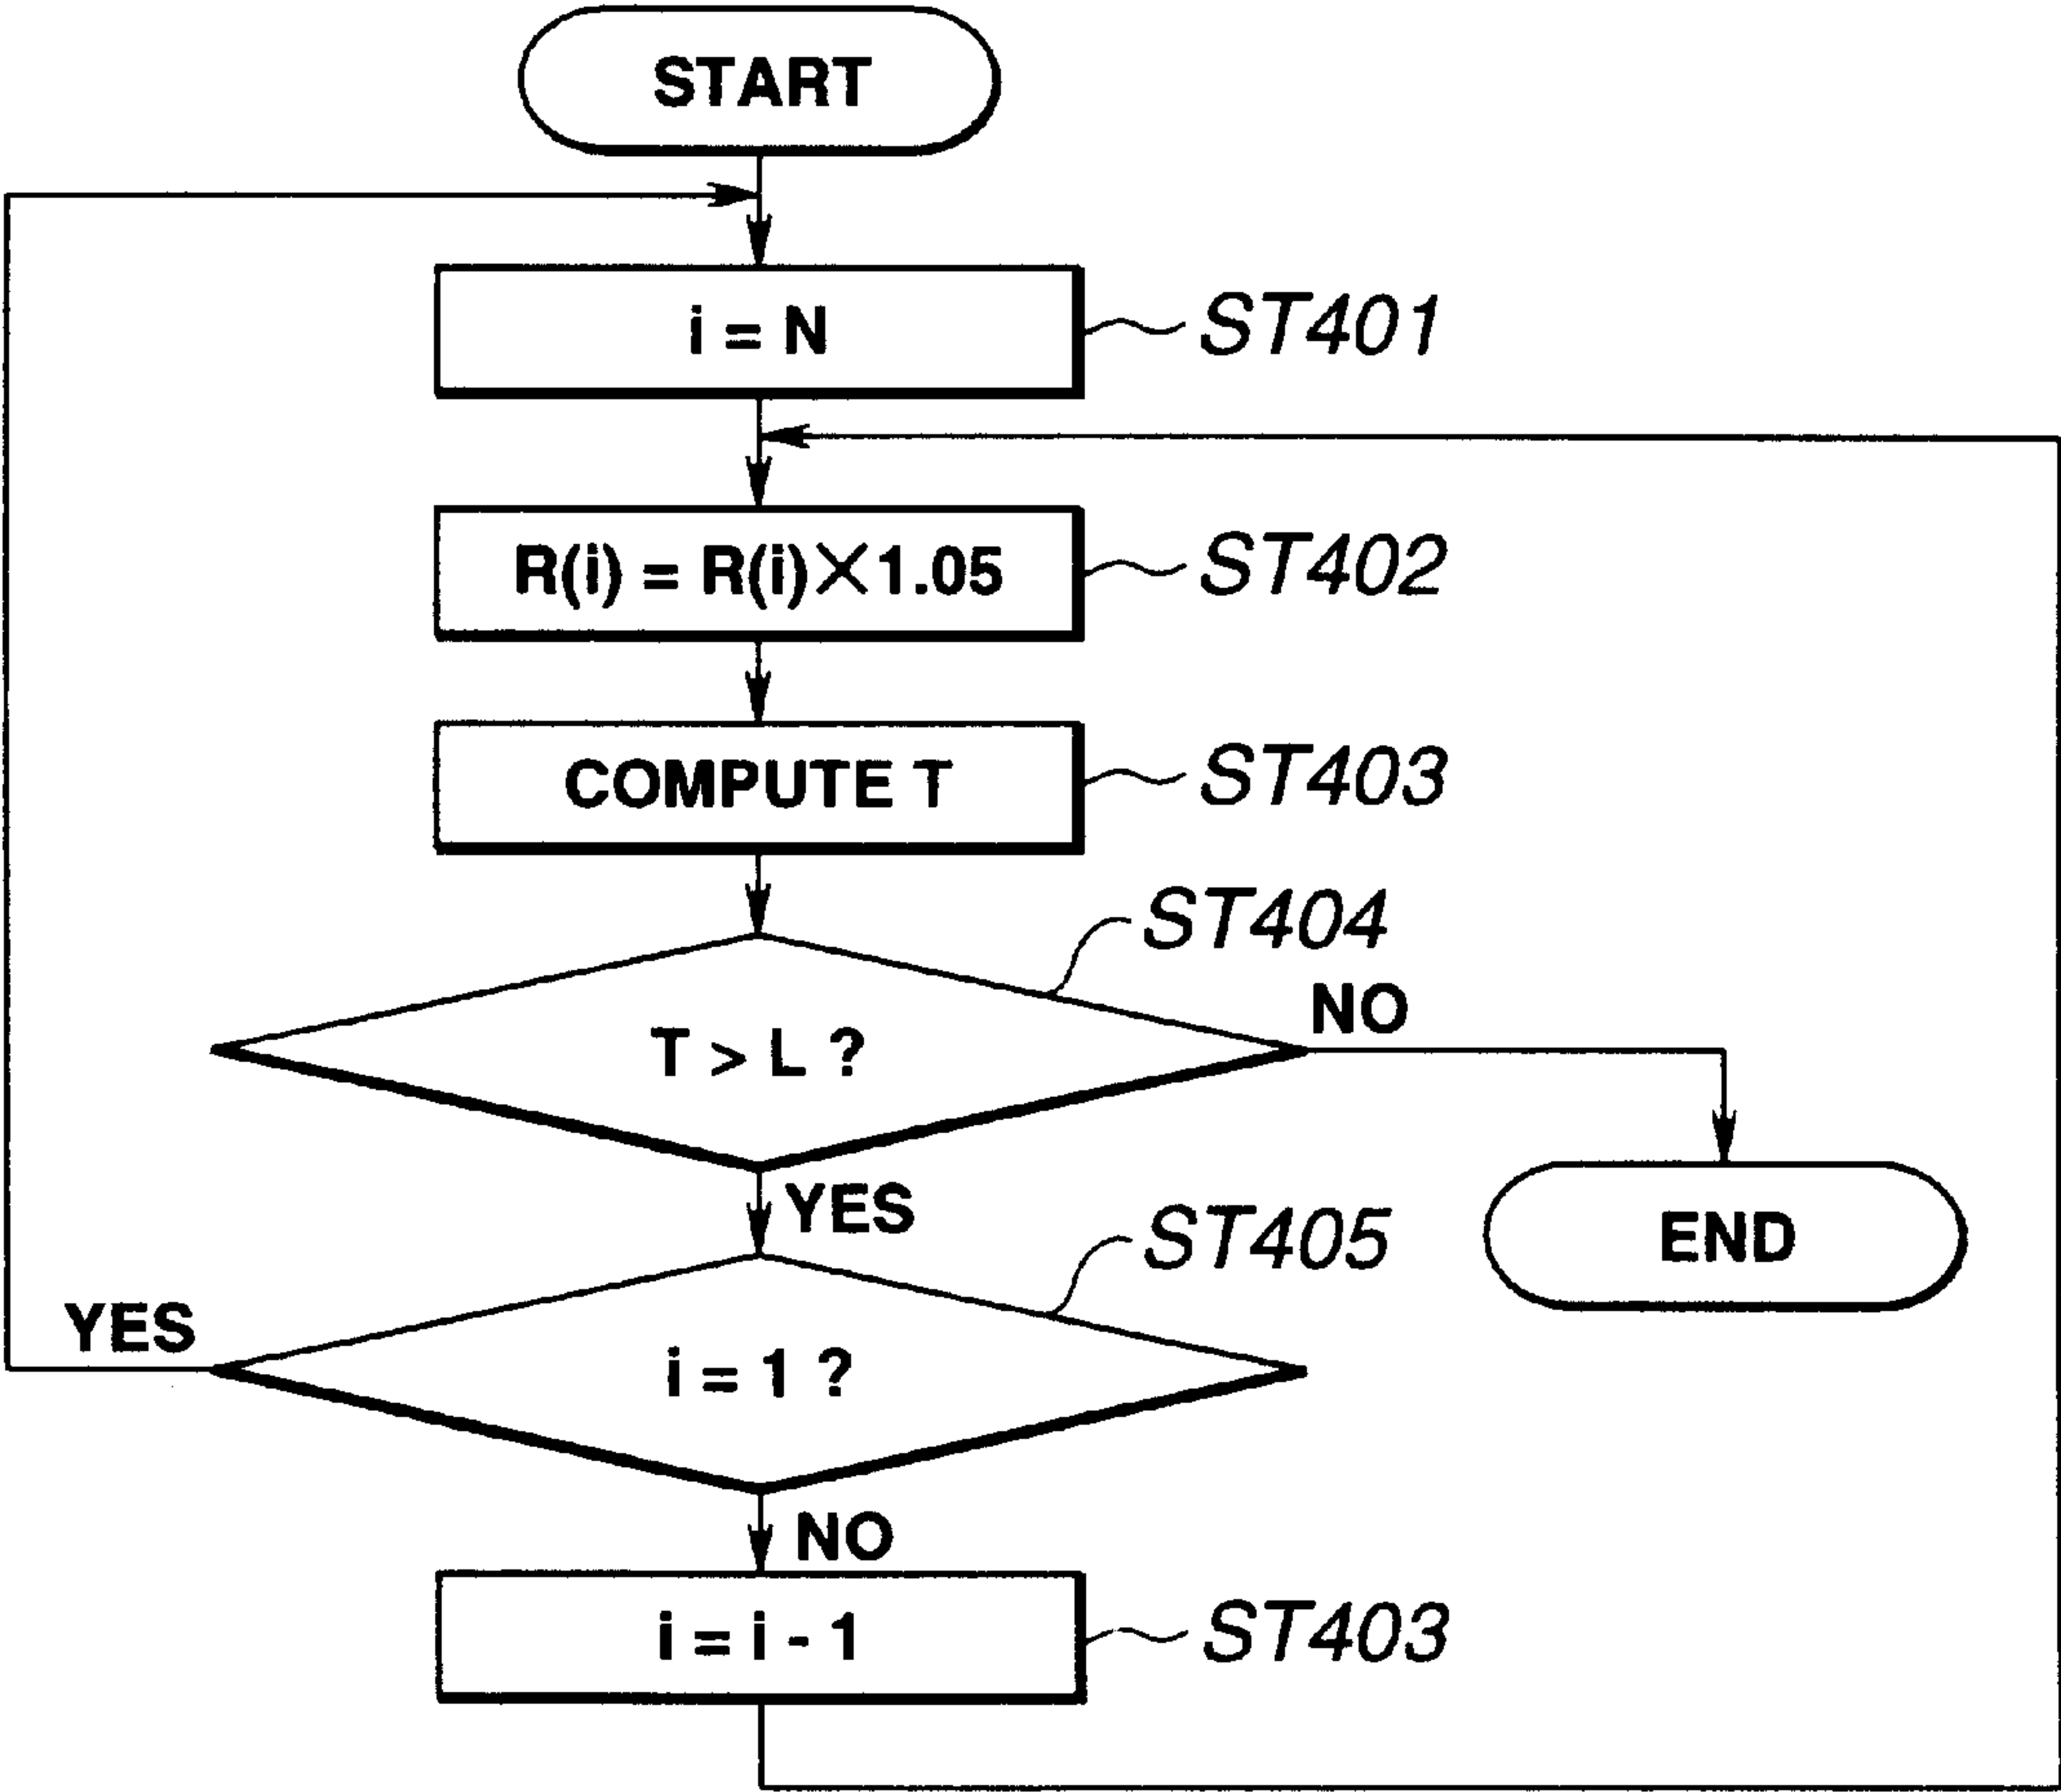 START
i = N
ST401
R(i) = R(i)×1.05
ST402
COMPUTE T
ST403
ST404
T > L ?
NO
YES
END
ST405
YES
i = 1 ?
NO
i = i - 1
ST403